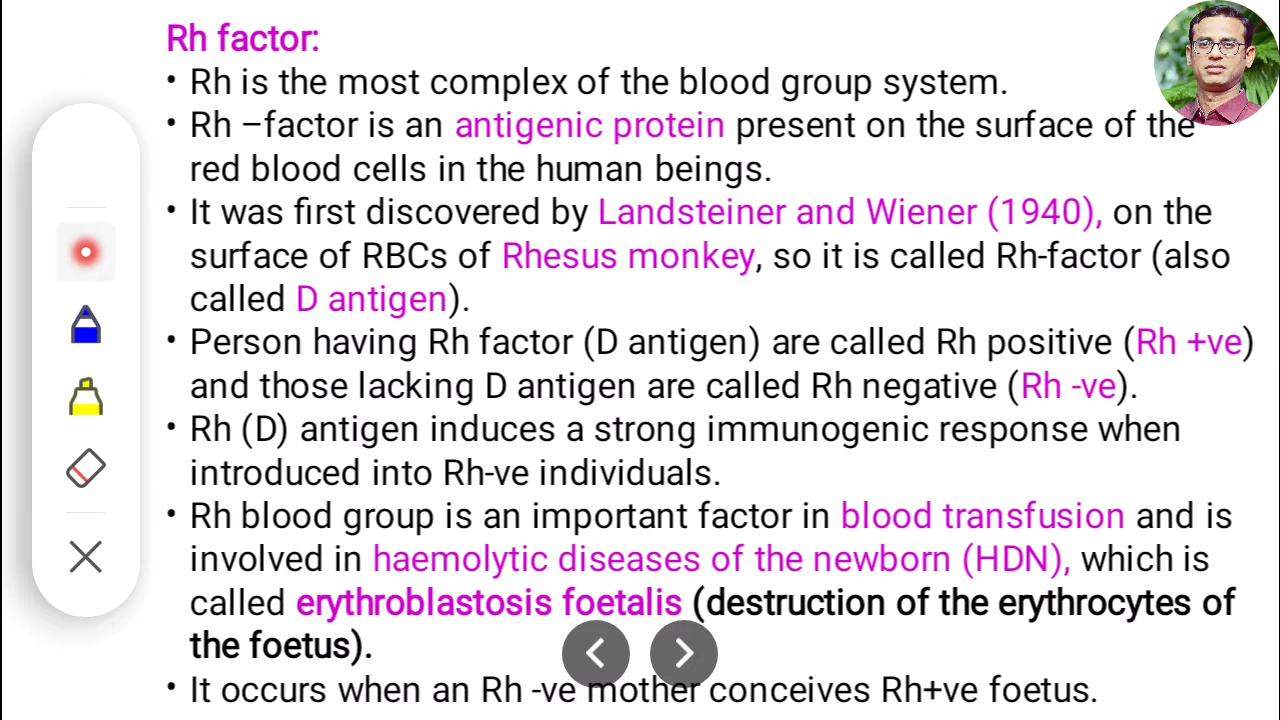 Rh factor:
• Rh is the most complex of the blood group system.
• Rh –factor is an antigenic protein present on the surface of the
red blood cells in the human beings.
• It was first discovered by Landsteiner and Wiener (1940), on the
surface of RBCs of Rhesus monkey, so it is called Rh-factor (also
called D antigen).
• Person having Rh factor (D antigen) are called Rh positive (Rh +ve)
and those lacking D antigen are called Rh negative (Rh -ve).
• Rh (D) antigen induces a strong immunogenic response when
introduced into Rh-ve individuals.
• Rh blood group is an important factor in blood transfusion and is
involved in haemolytic diseases of the newborn (HDN), which is
called erythroblastosis foetalis (destruction of the erythrocytes of
the foetus).
• It occurs when an Rh -ve mother conceives Rh+ve foetus.